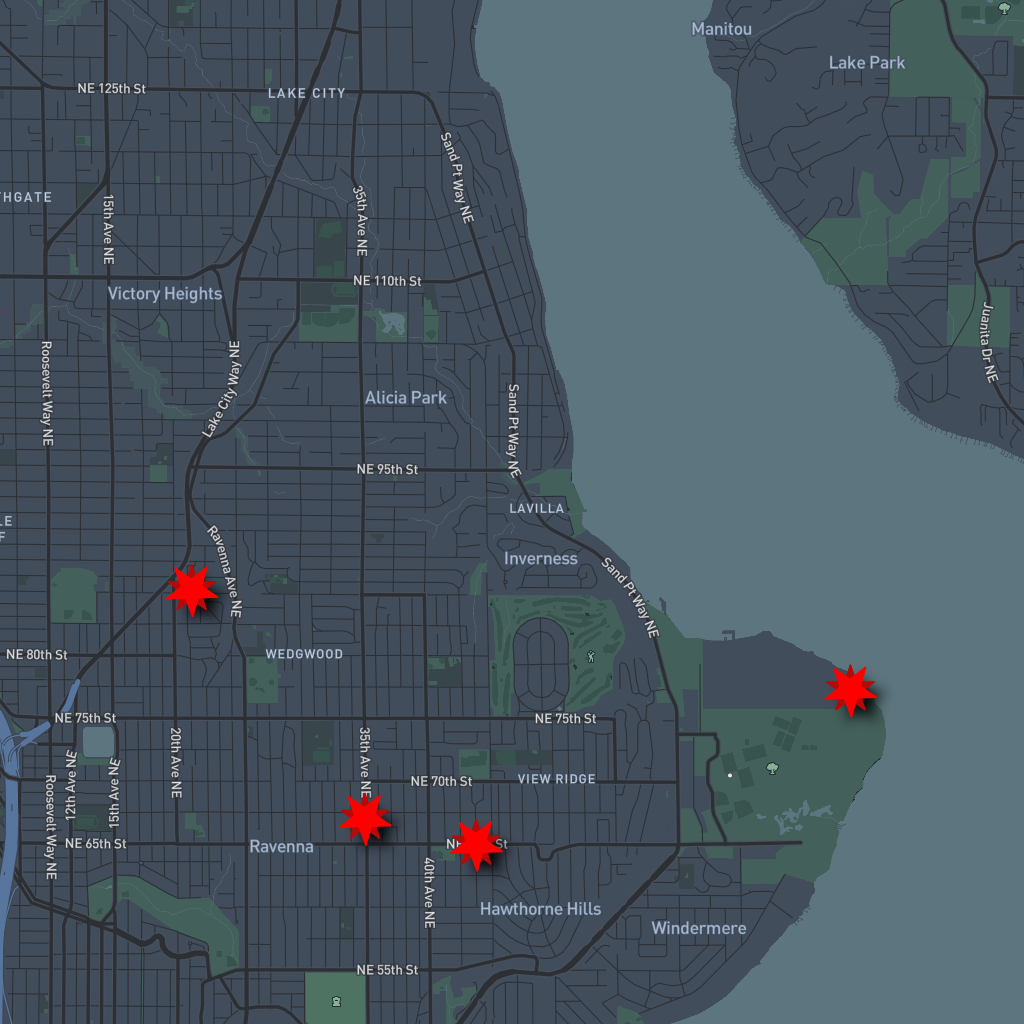 Manitou
Lake Park
NE 125th St
LAKE CITY
Sand Pt Way NE
THGATE
15th Ave NE
35th Ave NE
NE 110th St
Victory Heights
Juanita Dr NE
Roosevelt Way NE
Lake City Way NE
Alicia Park
Sand Pt Way NE
NE 95th St
LAVILLA
LE
F
Ravenna Ave NE
Inverness
Sand Pt Way NE
NE 80th St
WEDGWOOD
NE 75th St
NE 75th St
20th Ave NE
35th Ave NE
12th Ave NE
15th Ave NE
Roosevelt Way NE
NE 70th St
VIEW RIDGE
NE 65th St
Ravenna
NE St
40th Ave NE
Hawthorne Hills
Windermere
NE 55th St